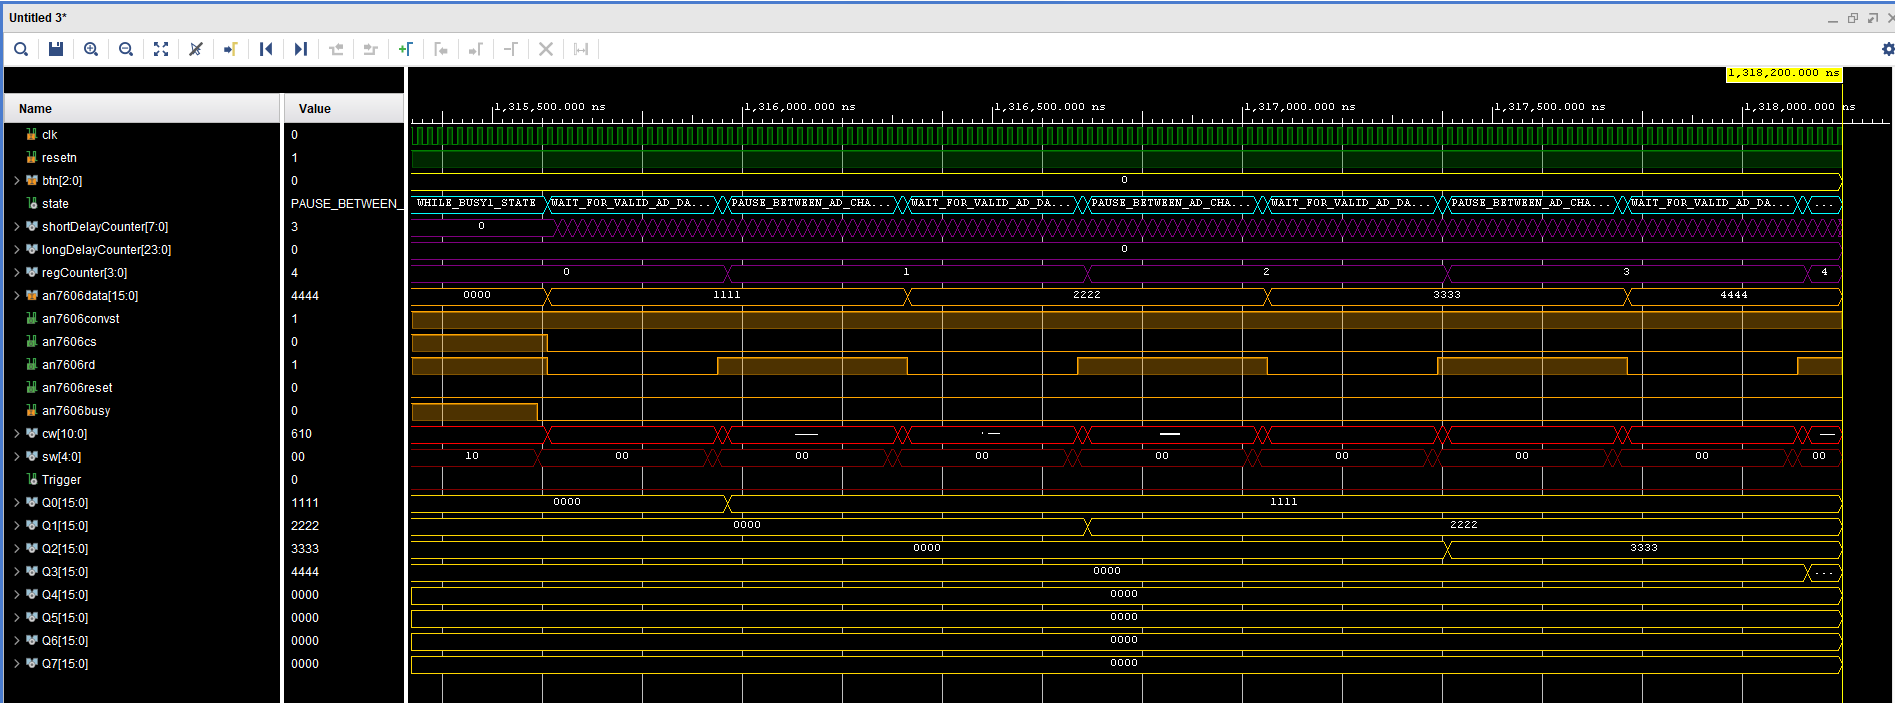 Untitled 3*
1,318,200.000 ns
Name Value
1,315,500.000 ns 1,316,000.000 ns 1,316,500.000 ns 1,317,000.000 ns 1,317,500.000 ns 1,318,000.000 ns
clk 0
resetn 1
btn[2:0] 0 0
state PAUSE_BETWEEN_ WHILE_BUSY1_STATE WAIT_FOR_VALID_AD_DA... PAUSE_BETWEEN_AD_CHA... WAIT_FOR_VALID_AD_DA... PAUSE_BETWEEN_AD_CHA... WAIT_FOR_VALID_AD_DA... PAUSE_BETWEEN_AD_CHA... WAIT_FOR_VALID_AD_DA...
shortDelayCounter[7:0] 3 0
longDelayCounter[23:0] 0 0
regCounter[3:0] 4 0 1 2 3 4
an7606data[15:0] 4444 0000 1111 2222 3333 4444
an7606convst 1
an7606cs 0
an7606rd 1
an7606reset 0
an7606busy 0
cw[10:0] 610
sw[4:0] 00 10 00 00 00 00 00 00 00 00
Trigger 0
Q0[15:0] 1111 0000 1111
Q1[15:0] 2222 0000 2222
Q2[15:0] 3333 0000 3333
Q3[15:0] 4444 0000 ...
Q4[15:0] 0000 0000
Q5[15:0] 0000 0000
Q6[15:0] 0000 0000
Q7[15:0] 0000 0000